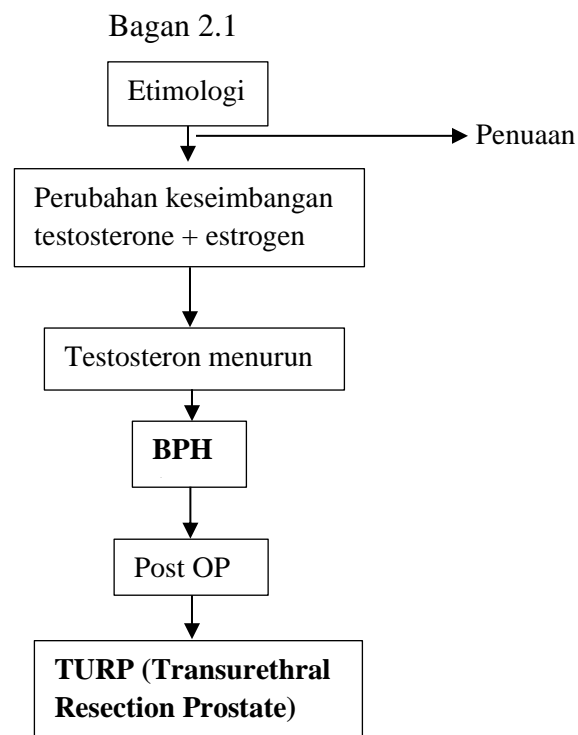 Bagan 2.1
Etimologi
Penuaan
Perubahan keseimbangan
testosterone + estrogen
Testosteron menurun
BPH
Post OP
TURP (Transurethral
Resection Prostate)